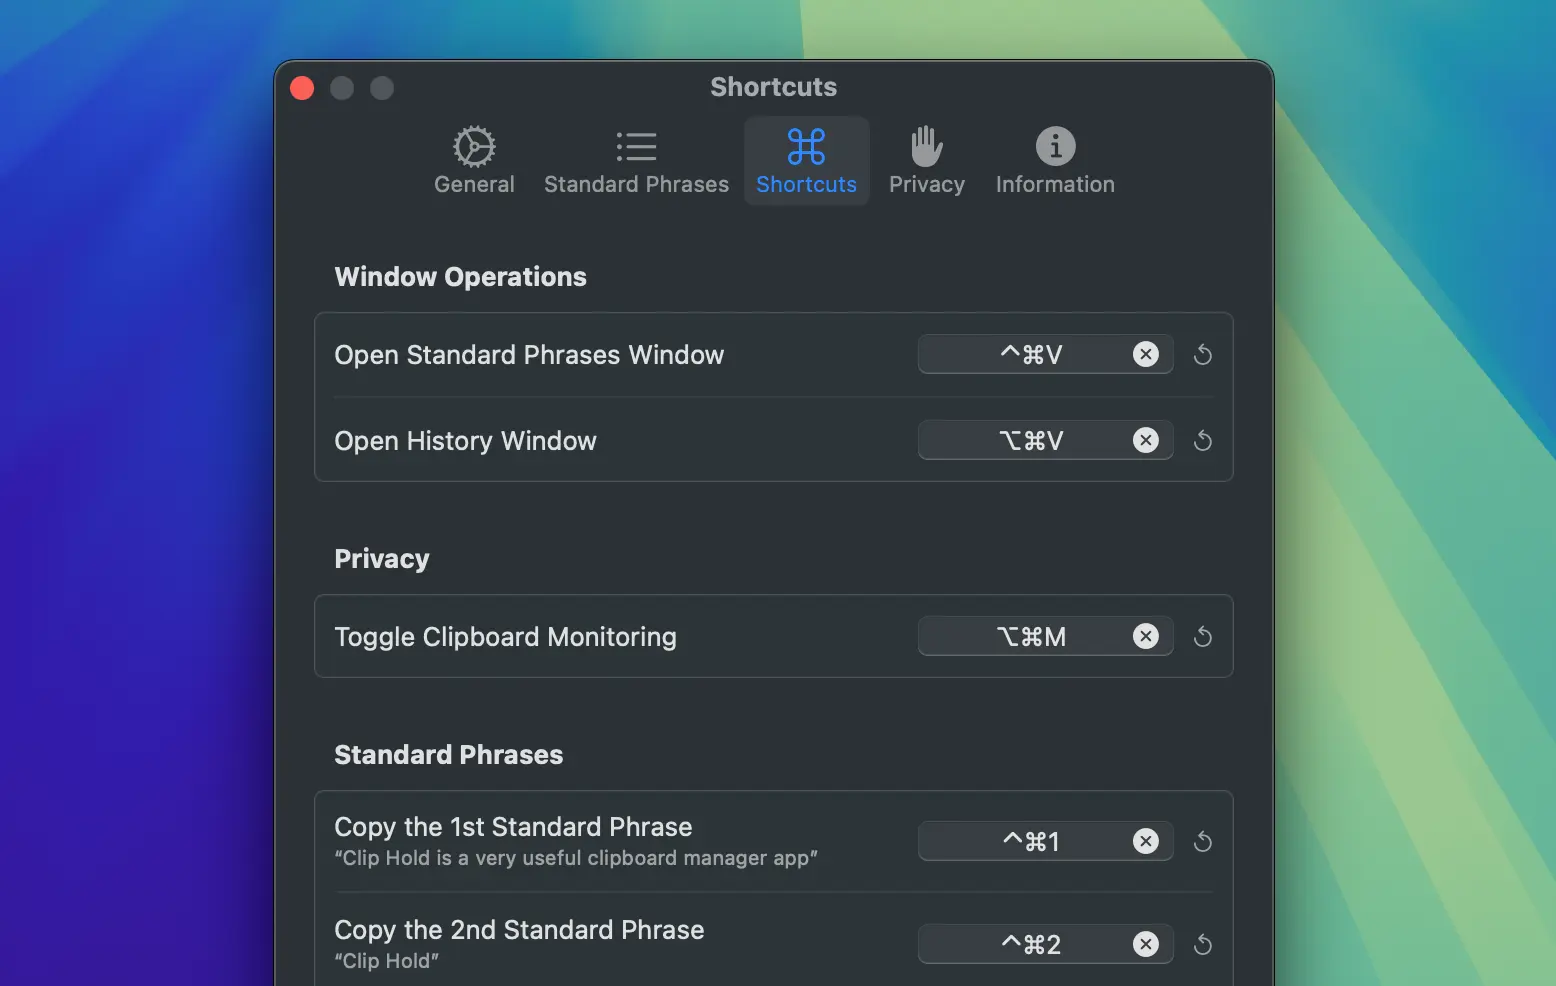 Shortcuts
General
Standard Phrases
Shortcuts
Privacy
Information
Window Operations
Open Standard Phrases Window
⌃⌘V
Open History Window
⌥⌘V
Privacy
Toggle Clipboard Monitoring
⌥⌘M
Standard Phrases
Copy the 1st Standard Phrase
“Clip Hold is a very useful clipboard manager app”
⌃⌘1
Copy the 2nd Standard Phrase
“Clip Hold”
⌃⌘2